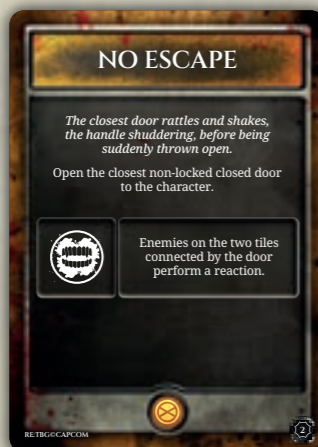 NO ESCAPE
The closest door rattles and shakes,
the handle shuddering, before being
suddenly thrown open.
Open the closest non-locked closed door
to the character.
Enemies on the two tiles
connected by the door
perform a reaction.
RE:TBG©CAPCOM
2